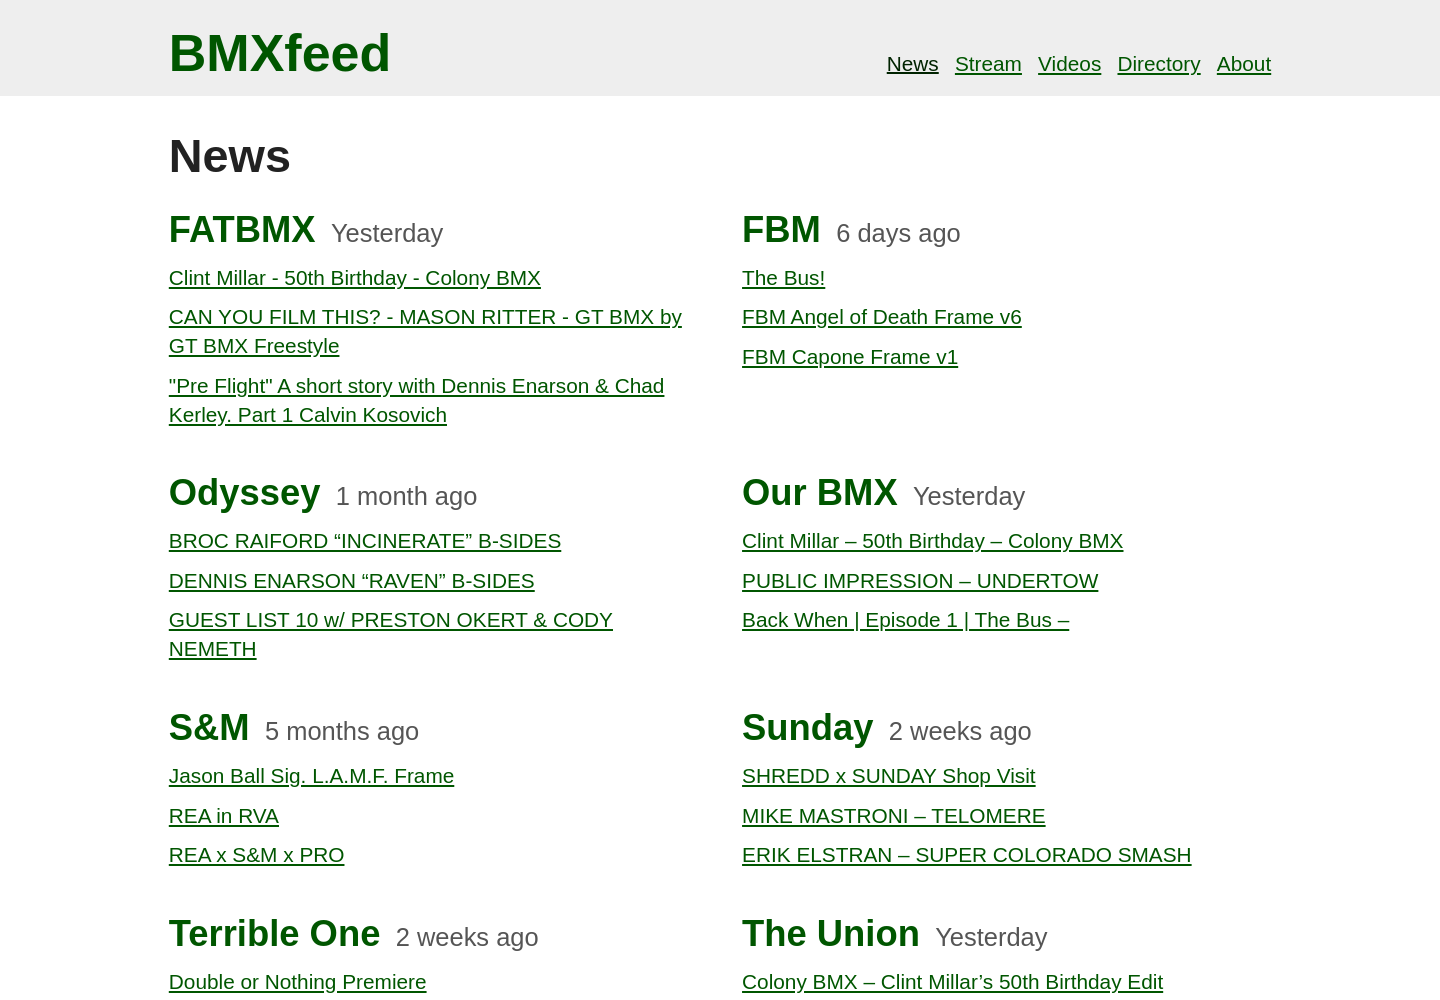 BMXfeed
News Stream Videos Directory About
News
FATBMX Yesterday
Clint Millar - 50th Birthday - Colony BMX
CAN YOU FILM THIS? - MASON RITTER - GT BMX by
GT BMX Freestyle
"Pre Flight" A short story with Dennis Enarson & Chad
Kerley. Part 1 Calvin Kosovich
FBM 6 days ago
The Bus!
FBM Angel of Death Frame v6
FBM Capone Frame v1
Odyssey 1 month ago
BROC RAIFORD “INCINERATE” B-SIDES
DENNIS ENARSON “RAVEN” B-SIDES
GUEST LIST 10 w/ PRESTON OKERT & CODY
NEMETH
Our BMX Yesterday
Clint Millar – 50th Birthday – Colony BMX
PUBLIC IMPRESSION – UNDERTOW
Back When | Episode 1 | The Bus –
S&M 5 months ago
Jason Ball Sig. L.A.M.F. Frame
REA in RVA
REA x S&M x PRO
Sunday 2 weeks ago
SHREDD x SUNDAY Shop Visit
MIKE MASTRONI – TELOMERE
ERIK ELSTRAN – SUPER COLORADO SMASH
Terrible One 2 weeks ago
Double or Nothing Premiere
The Union Yesterday
Colony BMX – Clint Millar’s 50th Birthday Edit